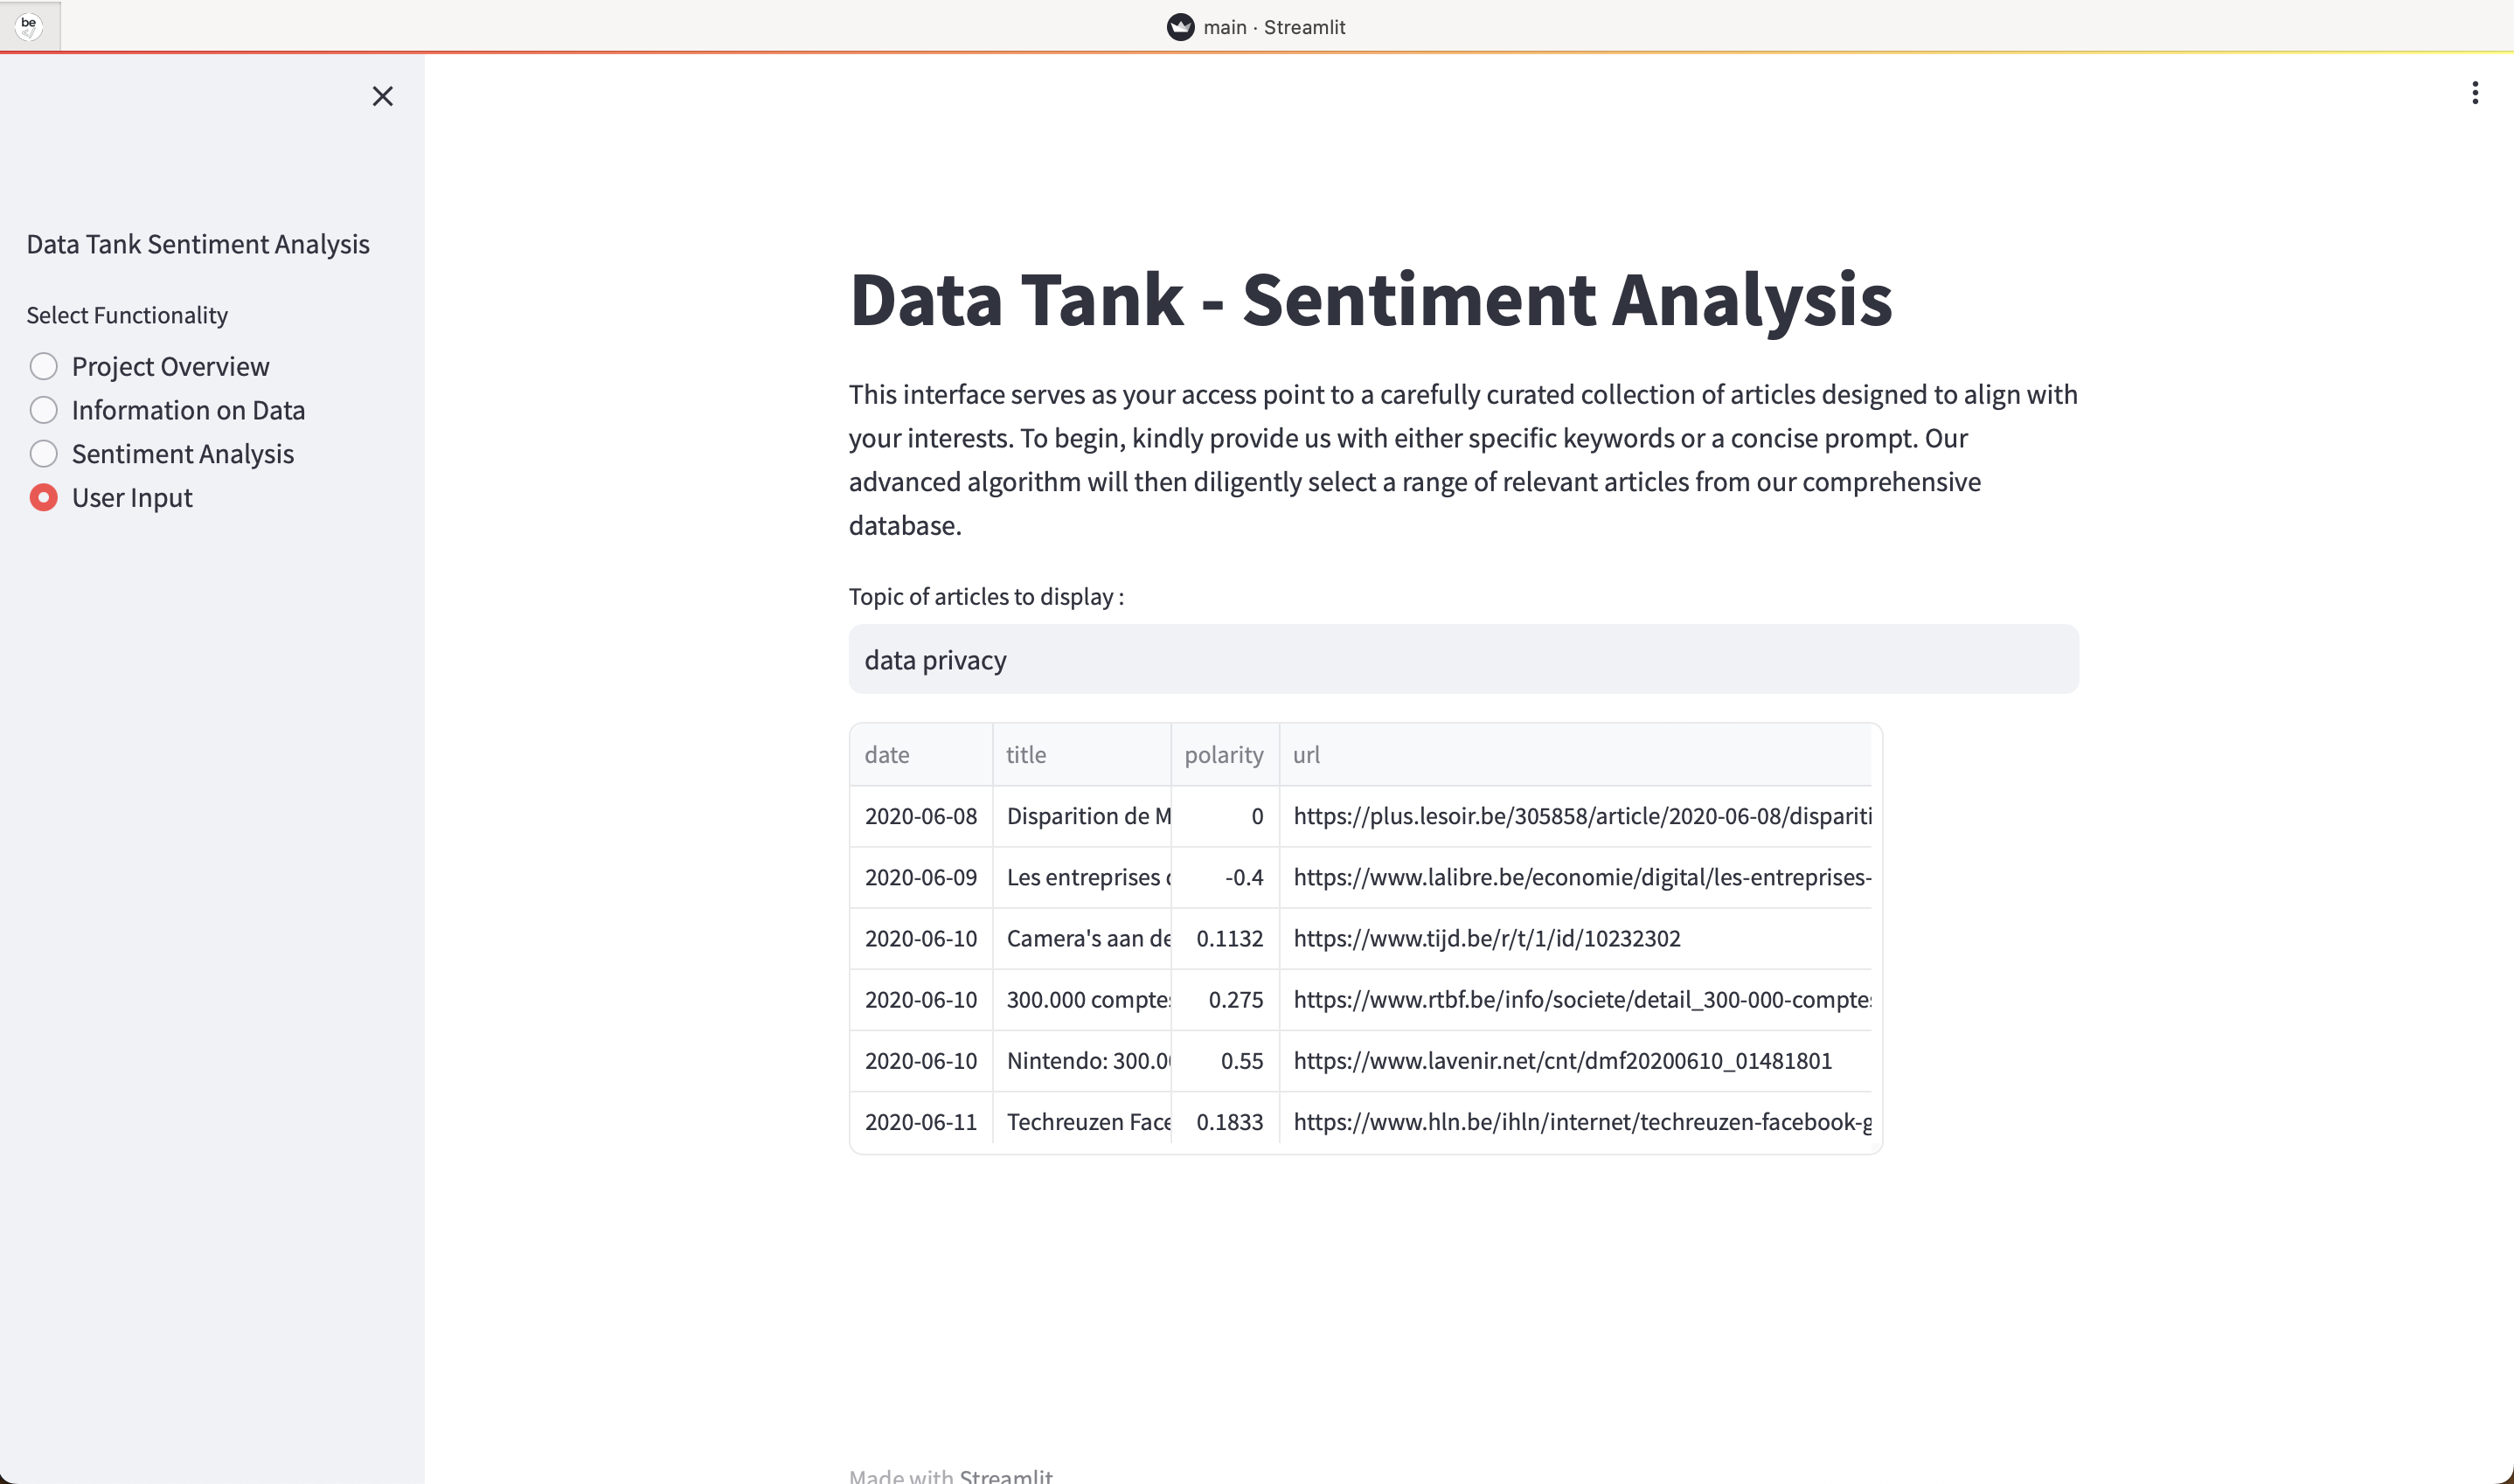 be
main · Streamlit
Data Tank Sentiment Analysis
Select Functionality
Project Overview
Information on Data
Sentiment Analysis
User Input
Data Tank - Sentiment Analysis
This interface serves as your access point to a carefully curated collection of articles designed to align with
your interests. To begin, kindly provide us with either specific keywords or a concise prompt. Our
advanced algorithm will then diligently select a range of relevant articles from our comprehensive
database.
Topic of articles to display :
data privacy
date title polarity url
2020-06-08 Disparition de M 0 https://plus.lesoir.be/305858/article/2020-06-08/dispariti
2020-06-09 Les entreprises -0.4 https://www.lalibre.be/economie/digital/les-entreprises-
2020-06-10 Camera's aan de 0.1132 https://www.tijd.be/r/t/1/id/10232302
2020-06-10 300.000 comptes 0.275 https://www.rtbf.be/info/societe/detail_300-000-comptes
2020-06-10 Nintendo: 300.00 0.55 https://www.lavenir.net/cnt/dmf20200610_01481801
2020-06-11 Techreuzen Face 0.1833 https://www.hln.be/ihln/internet/techreuzen-facebook-g
Made with Streamlit